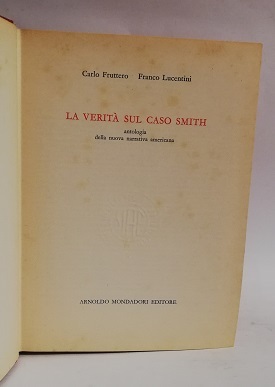 Carlo Fruttero Franco Lucentini
LA VERITÀ SUL CASO SMITH
antologia
della nuova narrativa americana
ARNOLDO MONDADORI EDITORE